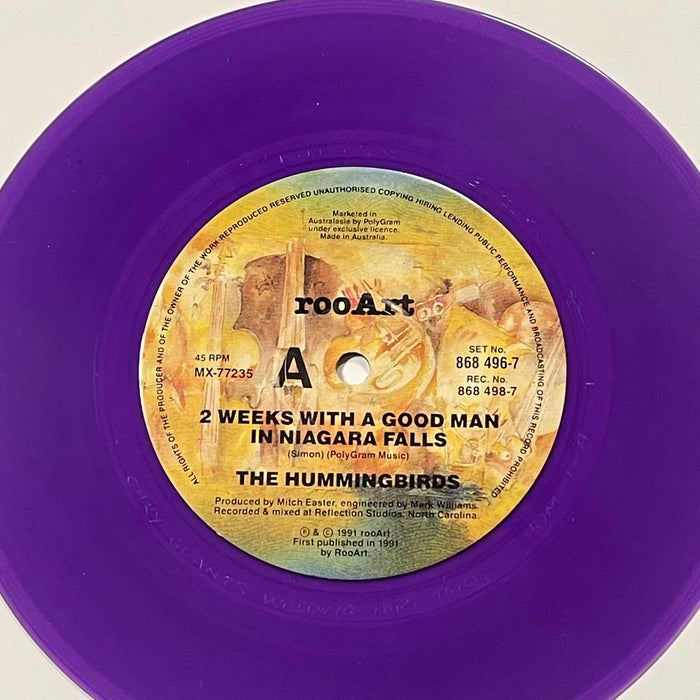 ALL RIGHTS OF THE PRODUCER AND OF THE OWNER OF THE WORK REPRODUCED RESERVED UNAUTHORISED COPYING HIRING LENDING PUBLIC PERFORMANCE AND BROADCASTING OF THIS RECORD PROHIBITED
Marketed in
Australasia by PolyGram
under exclusive licence.
Made in Australia.
rooArt
45 RPM
MX-77235
A
SET No.
868 496-7
REC. No.
868 498-7
2 WEEKS WITH A GOOD MAN
IN NIAGARA FALLS
(Simon) (PolyGram Music)
THE HUMMINGBIRDS
Produced by Mitch Easter, engineered by Mark Williams.
Recorded & mixed at Reflection Studios, North Carolina.
℗ & © 1991 rooArt.
First published in 1991
by RooArt.